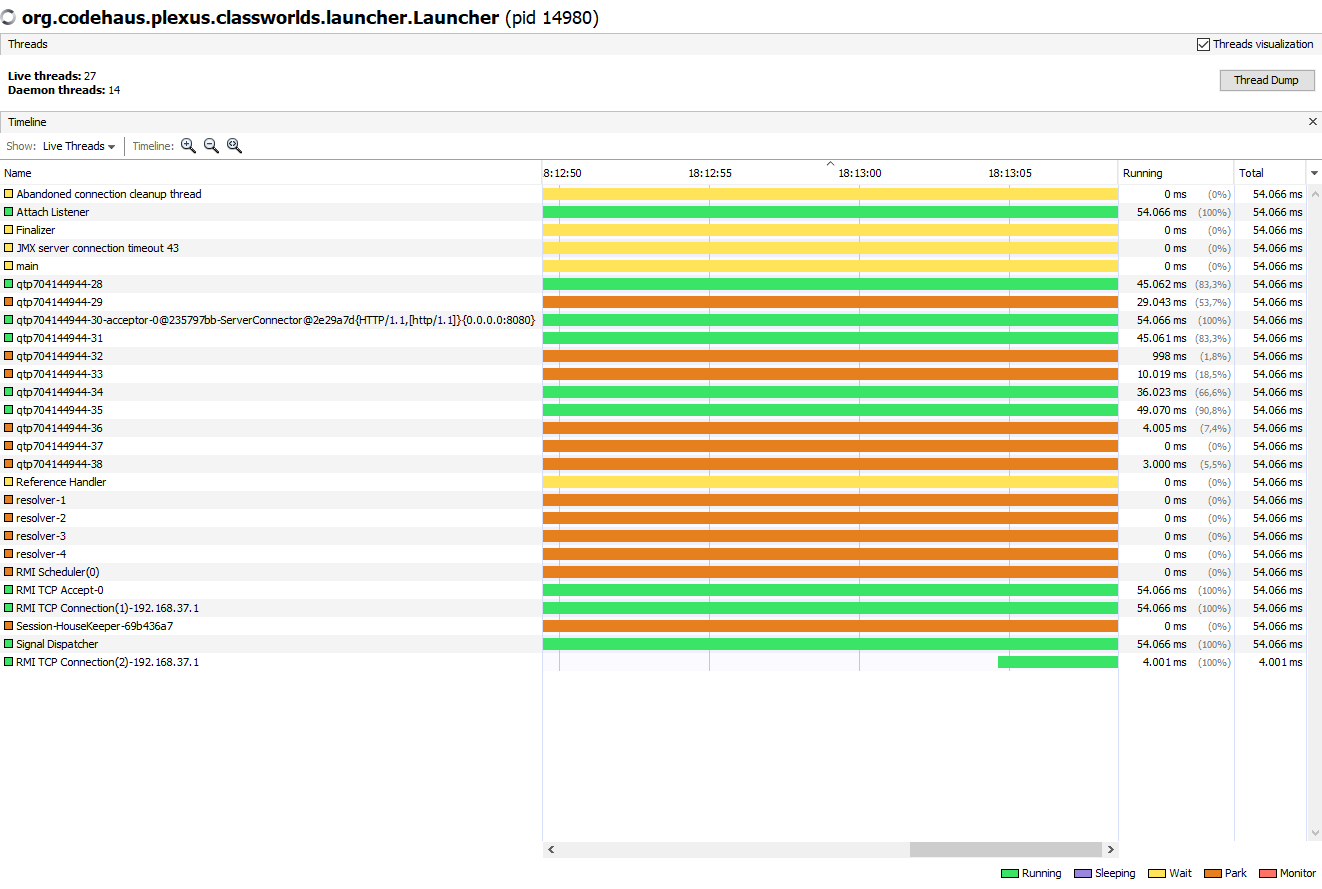 org.codehaus.plexus.classworlds.launcher.Launcher (pid 14980)
Threads
Threads visualization
Live threads: 27
Daemon threads: 14
Thread Dump
Timeline
Show: Live Threads Timeline:
Name 8:12:50 18:12:55 18:13:00 18:13:05 Running Total
Abandoned connection cleanup thread 0 ms (0%) 54.066 ms
Attach Listener 54.066 ms (100%) 54.066 ms
Finalizer 0 ms (0%) 54.066 ms
JMX server connection timeout 43 0 ms (0%) 54.066 ms
main 0 ms (0%) 54.066 ms
qtp704144944-28 45.062 ms (83,3%) 54.066 ms
qtp704144944-29 29.043 ms (53,7%) 54.066 ms
qtp704144944-30-acceptor-0@235797bb-ServerConnector@2e29a7d{HTTP/1.1,[http/1.1]}{0.0.0.0:8080} 54.066 ms (100%) 54.066 ms
qtp704144944-31 45.061 ms (83,3%) 54.066 ms
qtp704144944-32 998 ms (1,8%) 54.066 ms
qtp704144944-33 10.019 ms (18,5%) 54.066 ms
qtp704144944-34 36.023 ms (66,6%) 54.066 ms
qtp704144944-35 49.070 ms (90,8%) 54.066 ms
qtp704144944-36 4.005 ms (7,4%) 54.066 ms
qtp704144944-37 0 ms (0%) 54.066 ms
qtp704144944-38 3.000 ms (5,5%) 54.066 ms
Reference Handler 0 ms (0%) 54.066 ms
resolver-1 0 ms (0%) 54.066 ms
resolver-2 0 ms (0%) 54.066 ms
resolver-3 0 ms (0%) 54.066 ms
resolver-4 0 ms (0%) 54.066 ms
RMI Scheduler(0) 0 ms (0%) 54.066 ms
RMI TCP Accept-0 54.066 ms (100%) 54.066 ms
RMI TCP Connection(1)-192.168.37.1 54.066 ms (100%) 54.066 ms
Session-HouseKeeper-69b436a7 0 ms (0%) 54.066 ms
Signal Dispatcher 54.066 ms (100%) 54.066 ms
RMI TCP Connection(2)-192.168.37.1 4.001 ms (100%) 4.001 ms
Running Sleeping Wait Park Monitor